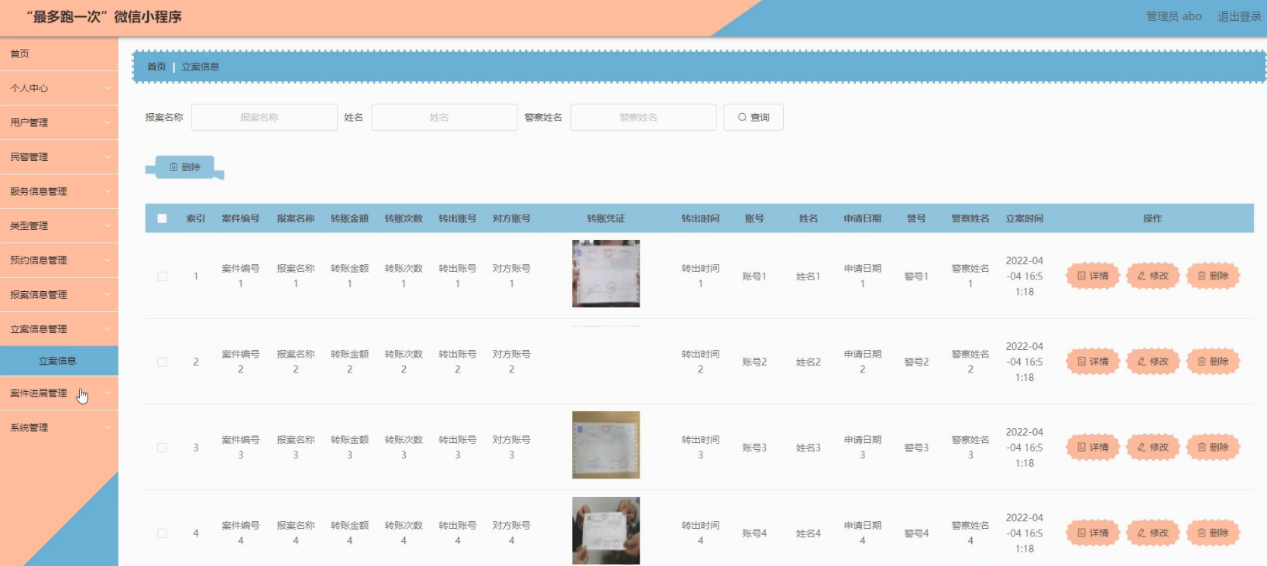 “最多跑一次”微信小程序
管理员 abo 退出登录
首页
个人中心
用户管理
民警管理
服务信息管理
类型管理
预约信息管理
报案信息管理
立案信息管理
立案信息
案件进展管理
系统管理
首页 | 立案信息
报案名称 报案名称 姓名 姓名 警察姓名 警察姓名 查询
删除
索引 案件编号 报案名称 转账金额 转账次数 转出账号 对方账号 转账凭证 转出时间 账号 姓名 申请日期 警号 警察姓名 立案时间 操作
1 案件编号1 报案名称1 转账金额1 转账次数1 转出账号1 对方账号1 转出时间1 账号1 姓名1 申请日期1 警号1 警察姓名1 2022-04-04 16:51:18 详情 修改 删除
2 案件编号2 报案名称2 转账金额2 转账次数2 转出账号2 对方账号2 转出时间2 账号2 姓名2 申请日期2 警号2 警察姓名2 2022-04-04 16:51:18 详情 修改 删除
3 案件编号3 报案名称3 转账金额3 转账次数3 转出账号3 对方账号3 转出时间3 账号3 姓名3 申请日期3 警号3 警察姓名3 2022-04-04 16:51:18 详情 修改 删除
4 案件编号4 报案名称4 转账金额4 转账次数4 转出账号4 对方账号4 转出时间4 账号4 姓名4 申请日期4 警号4 警察姓名4 2022-04-04 16:51:18 详情 修改 删除